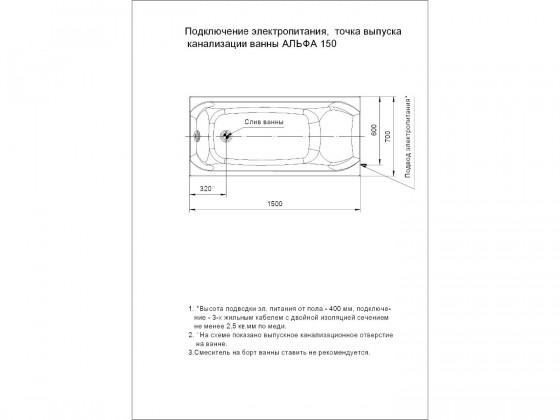 Подключение электропитания, точка выпуска
канализации ванны АЛЬФА 150
Слив ванны
600
700
Подвод электропитания*
320
1500
1. *Высота подводки эл. питания от пола - 400 мм, подключе-
ние - 3-х жильным кабелем с двойной изоляцией сечением
не менее 2,5 кв.мм по меди.
2. ¨На схеме показано выпускное канализационное отверстие
на ванне.
3.Смеситель на борт ванны ставить не рекомендуется.